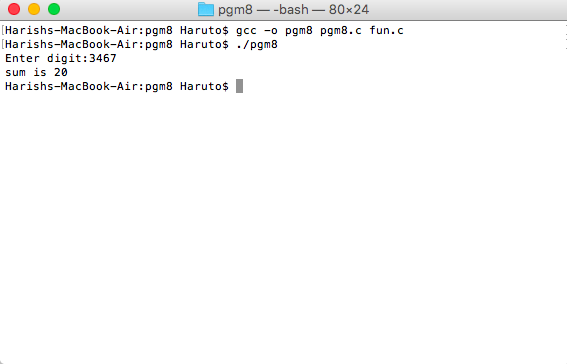 pgm8 — -bash — 80×24
[Harishs-MacBook-Air:pgm8 Haruto$ gcc -o pgm8 pgm8.c fun.c
[Harishs-MacBook-Air:pgm8 Haruto$ ./pgm8
Enter digit:3467
sum is 20
Harishs-MacBook-Air:pgm8 Haruto$